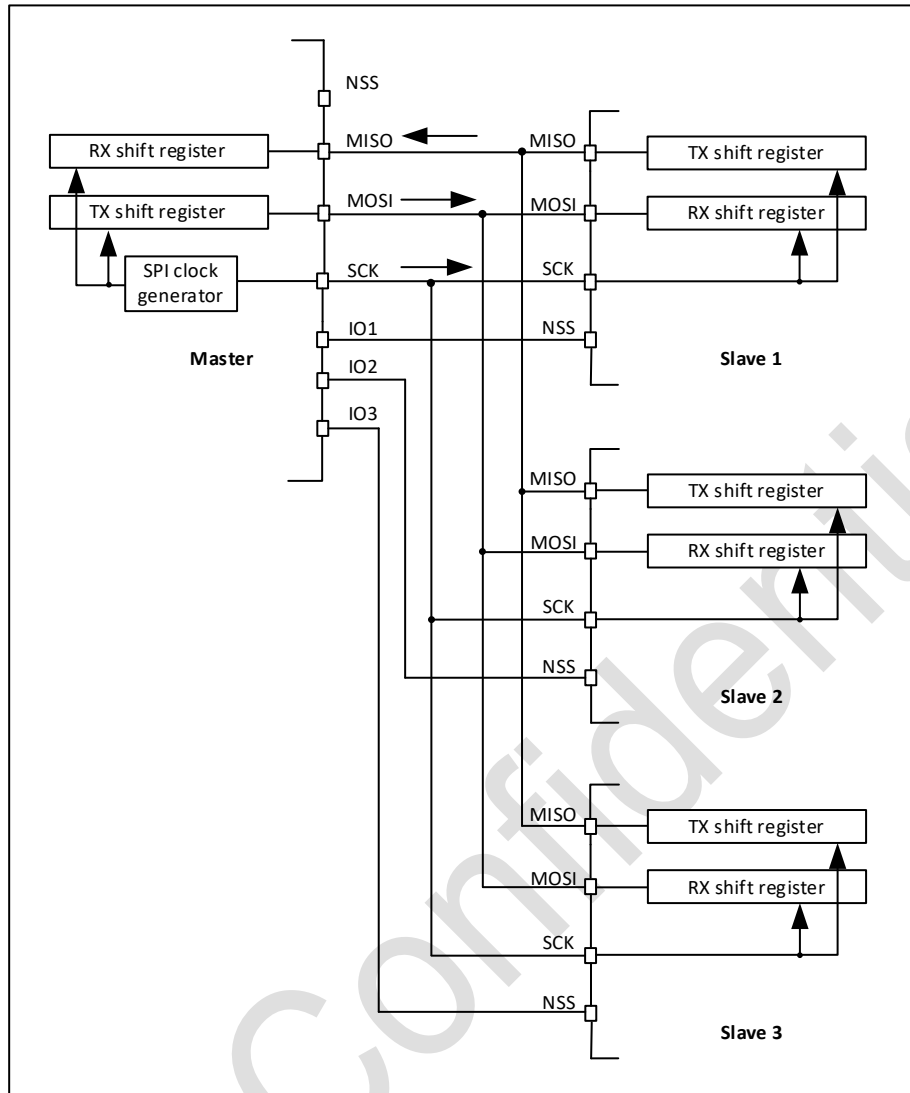 NSS
MISO
MISO
RX shift register
TX shift register
MOSI
MOSI
TX shift register
RX shift register
SCK
SCK
SPI clock
generator
IO1
NSS
Master
Slave 1
IO2
IO3
MISO
TX shift register
MOSI
RX shift register
SCK
NSS
Slave 2
MISO
TX shift register
MOSI
RX shift register
SCK
NSS
Slave 3